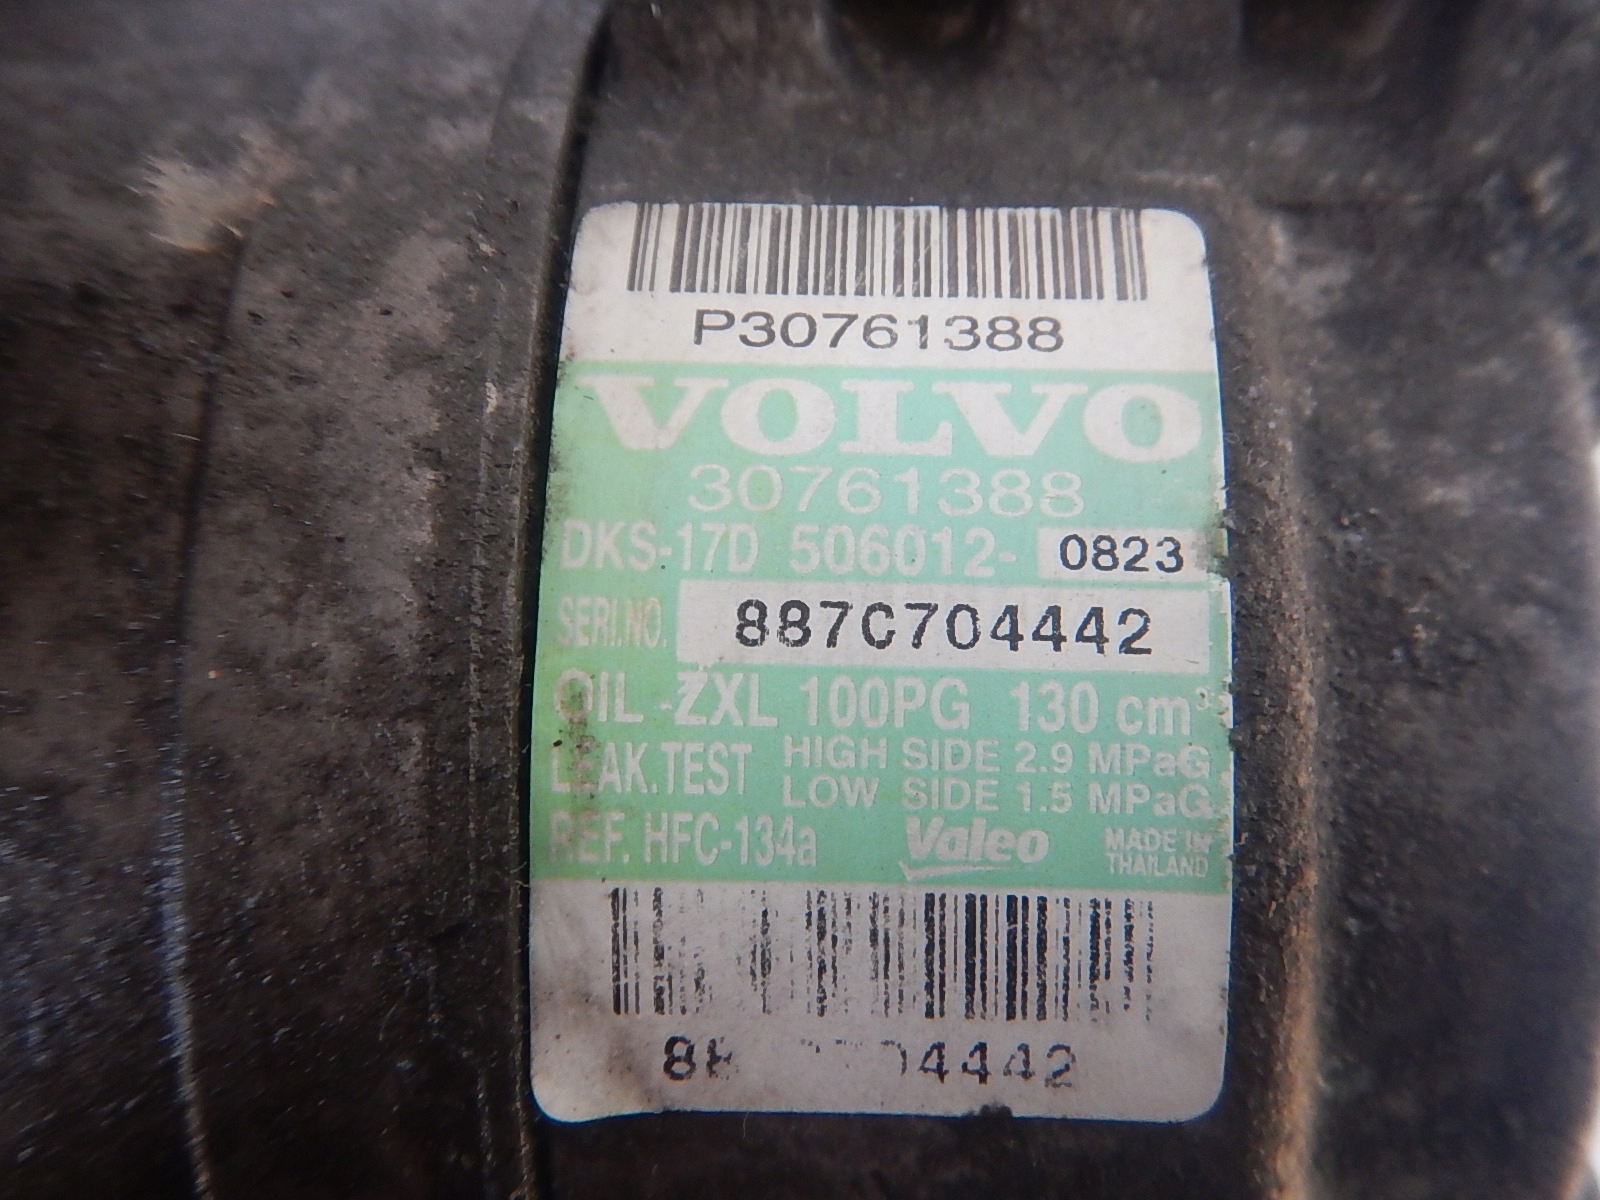 P30761388
VOLVO
30761388
DKS-17D 506012- 0823
SERI.NO. 887C704442
OIL -ZXL 100PG 130 cm³
LEAK.TEST HIGH SIDE 2.9 MPaG
LOW SIDE 1.5 MPaG
REF. HFC-134a Valeo MADE IN
THAILAND